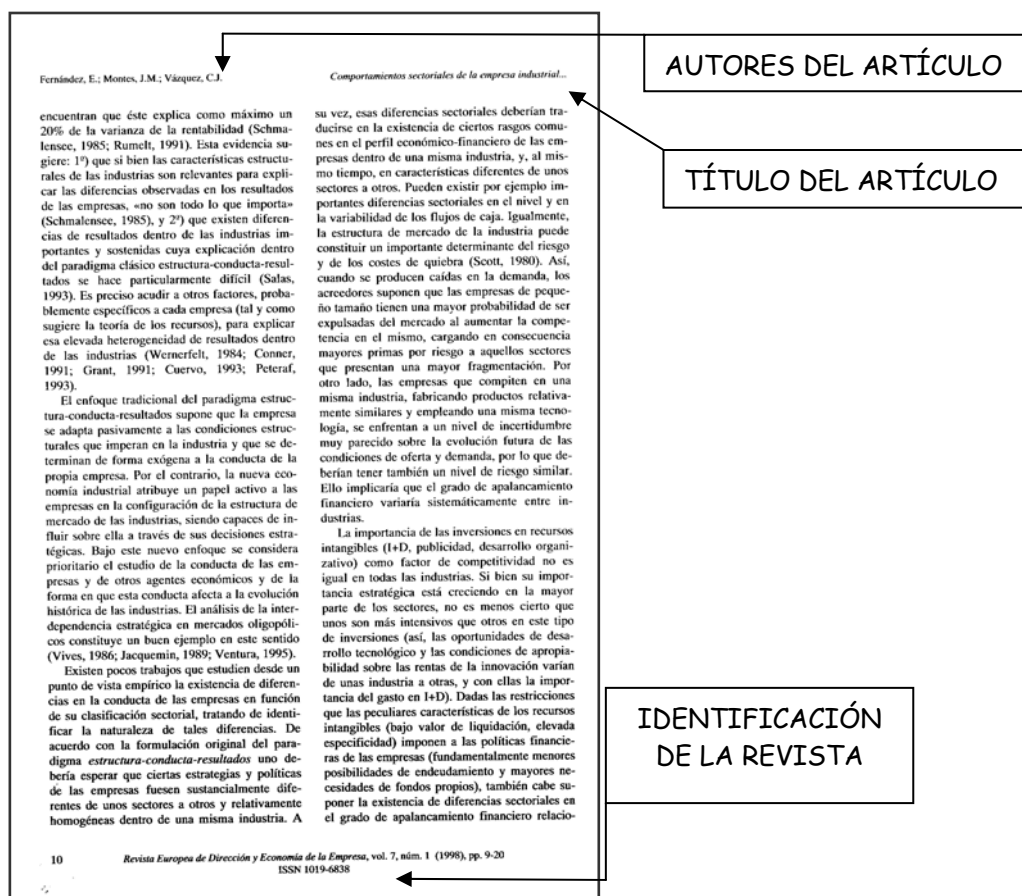 Fernández, E.; Montes, J.M.; Vázquez, C.J.
Comportamientos sectoriales de la empresa industrial...
AUTORES DEL ARTÍCULO
TÍTULO DEL ARTÍCULO
encuentran que éste explica como máximo un
20% de la varianza de la rentabilidad (Schma-
lensee, 1985; Rumelt, 1991). Esta evidencia su-
giere: 1º) que si bien las características estructu-
rales de las industrias son relevantes para expli-
car las diferencias observadas en los resultados
de las empresas, «no son todo lo que importa»
(Schmalensee, 1985), y 2º) que existen diferen-
cias de resultados dentro de las industrias im-
portantes y sostenidas cuya explicación dentro
del paradigma clásico estructura-conducta-resul-
tados se hace particularmente difícil (Salas,
1993). Es preciso acudir a otros factores, proba-
blemente específicos a cada empresa (tal y como
sugiere la teoría de los recursos), para explicar
esa elevada heterogeneidad de resultados dentro
de las industrias (Wernerfelt, 1984; Conner,
1991; Grant, 1991; Cuervo, 1993; Peteraf,
1993).
El enfoque tradicional del paradigma estruc-
tura-conducta-resultados supone que la empresa
se adapta pasivamente a las condiciones estruc-
turales que imperan en la industria y que se de-
terminan de forma exógena a la conducta de la
propia empresa. Por el contrario, la nueva eco-
nomía industrial atribuye un papel activo a las
empresas en la configuración de la estructura de
mercado de las industrias, siendo capaces de in-
fluir sobre ella a través de sus decisiones estra-
tégicas. Bajo este nuevo enfoque se considera
prioritario el estudio de la conducta de las em-
presas y de otros agentes económicos y de la
forma en que esta conducta afecta a la evolución
histórica de las industrias. El análisis de la inter-
dependencia estratégica en mercados oligopóli-
cos constituye un buen ejemplo en este sentido
(Vives, 1986; Jacquemin, 1989; Ventura, 1995).
Existen pocos trabajos que estudien desde un
punto de vista empírico la existencia de diferen-
cias en la conducta de las empresas en función
de su clasificación sectorial, tratando de identi-
ficar la naturaleza de tales diferencias. De
acuerdo con la formulación original del para-
digma estructura-conducta-resultados uno de-
bería esperar que ciertas estrategias y políticas
de las empresas fuesen sustancialmente dife-
rentes de unos sectores a otros y relativamente
homogéneas dentro de una misma industria. A
su vez, esas diferencias sectoriales deberían tra-
ducirse en la existencia de ciertos rasgos comu-
nes en el perfil económico-financiero de las em-
presas dentro de una misma industria, y, al mis-
mo tiempo, en características diferentes de unos
sectores a otros. Pueden existir por ejemplo im-
portantes diferencias sectoriales en el nivel y en
la variabilidad de los flujos de caja. Igualmente,
la estructura de mercado de la industria puede
constituir un importante determinante del riesgo
y de los costes de quiebra (Scott, 1980). Así,
cuando se producen caídas en la demanda, los
acreedores suponen que las empresas de peque-
ño tamaño tienen una mayor probabilidad de ser
expulsadas del mercado al aumentar la compe-
tencia en el mismo, cargando en consecuencia
mayores primas por riesgo a aquellos sectores
que presentan una mayor fragmentación. Por
otro lado, las empresas que compiten en una
misma industria, fabricando productos relativa-
mente similares y empleando una misma tecno-
logía, se enfrentan a un nivel de incertidumbre
muy parecido sobre la evolución futura de las
condiciones de oferta y demanda, por lo que de-
berían tener también un nivel de riesgo similar.
Ello implicaría que el grado de apalancamiento
financiero variaría sistemáticamente entre in-
dustrias.
La importancia de las inversiones en recursos
intangibles (I+D, publicidad, desarrollo organi-
zativo) como factor de competitividad no es
igual en todas las industrias. Si bien su impor-
tancia estratégica está creciendo en la mayor
parte de los sectores, no es menos cierto que
unos son más intensivos que otros en este tipo
de inversiones (así, las oportunidades de desa-
rrollo tecnológico y las condiciones de apropia-
bilidad sobre las rentas de la innovación varían
de unas industria a otras, y con ellas la impor-
tancia del gasto en I+D). Dadas las restricciones
que las peculiares características de los recursos
intangibles (bajo valor de liquidación, elevada
especificidad) imponen a las políticas financie-
ras de las empresas (fundamentalmente menores
posibilidades de endeudamiento y mayores ne-
cesidades de fondos propios), también cabe su-
poner la existencia de diferencias sectoriales en
el grado de apalancamiento financiero relacio-
IDENTIFICACIÓN
DE LA REVISTA
10
Revista Europea de Dirección y Economía de la Empresa, vol. 7, núm. 1 (1998), pp. 9-20
ISSN 1019-6838